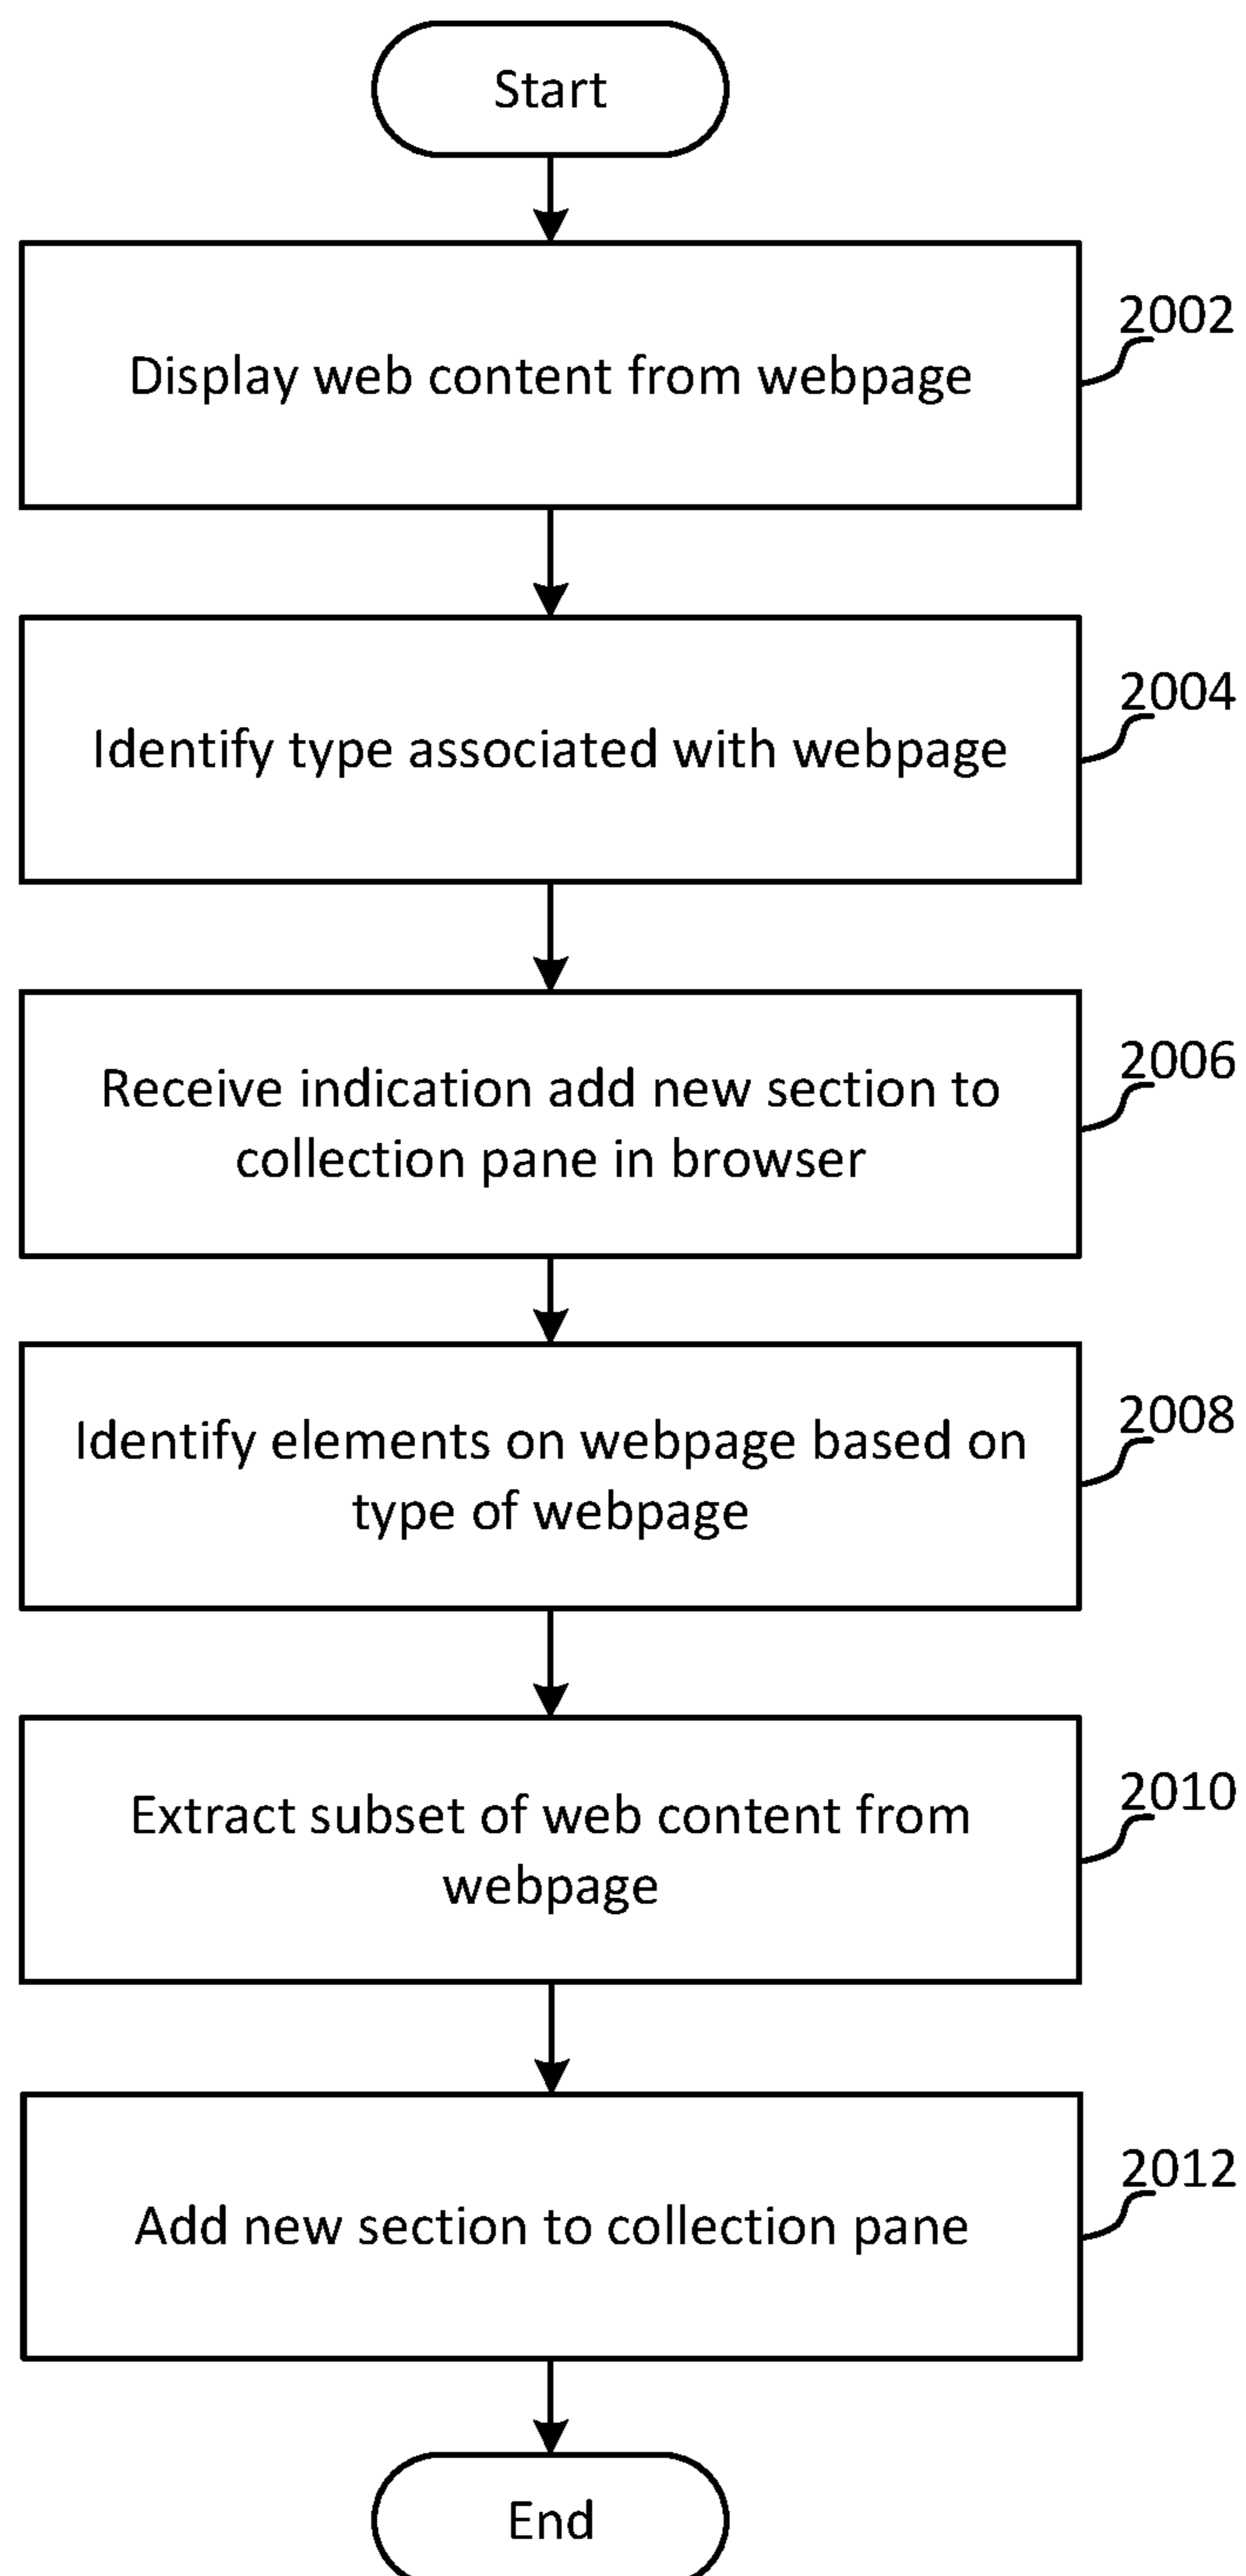 Start
Display web content from webpage
2002
Identify type associated with webpage
2004
Receive indication add new section to
collection pane in browser
2006
Identify elements on webpage based on
type of webpage
2008
Extract subset of web content from
webpage
2010
Add new section to collection pane
2012
End